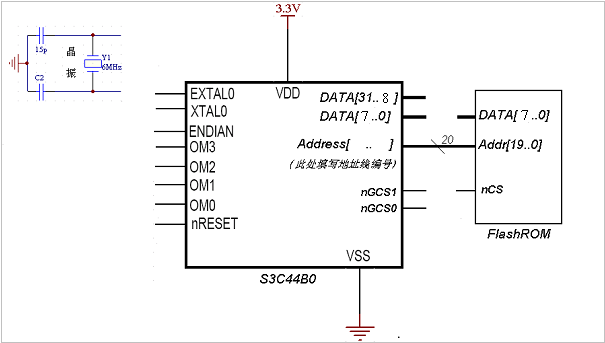 3.3V
15p
晶
振
Y1
6MHz
C2
EXTAL0
XTAL0
ENDIAN
OM3
OM2
OM1
OM0
nRESET
VDD
DATA[31..8]
DATA[7..0]
Address[ .. ]
(此处填写地址线编号)
nGCS1
nGCS0
VSS
S3C44B0
20
DATA[7..0]
Addr[19..0]
nCS
FlashROM